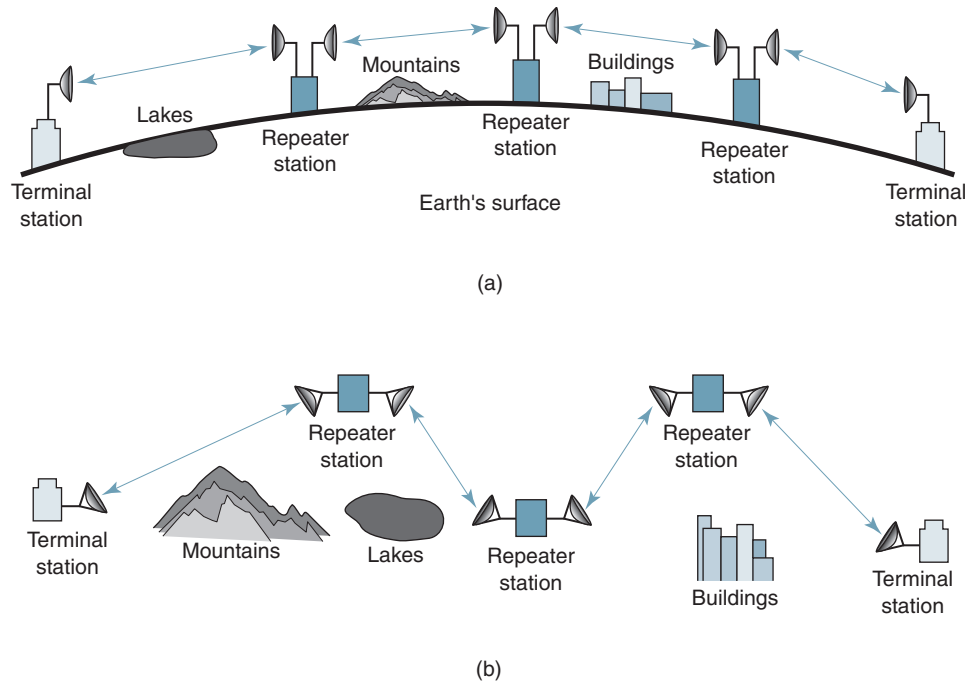 Mountains
Buildings
Lakes
Repeater
station
Repeater
station
Repeater
station
Terminal
station
Terminal
station
Earth's surface
(a)
Repeater
station
Repeater
station
Terminal
station
Mountains
Lakes
Repeater
station
Buildings
Terminal
station
(b)